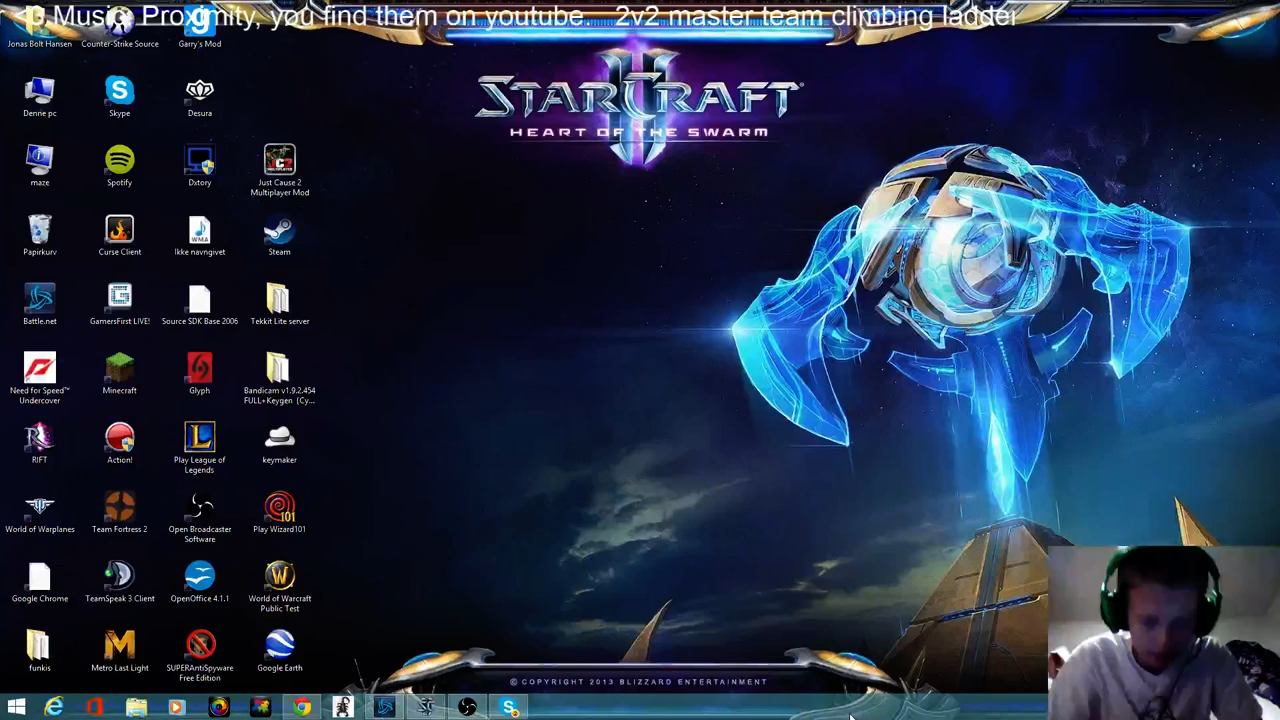 p Music Proximity, you find them on youtube. 2v2 master team climbing ladder
Jonas Bolt Hansen
Counter-Strike Source
Garry's Mod
STARCRAFT
II
HEART OF THE SWARM
Denne pc
Skype
Desura
maze
Spotify
Dxtory
Just Cause 2
Multiplayer Mod
Papirkurv
Curse Client
Ikke navngivet
Steam
Battle.net
GamersFirst LIVE!
Source SDK Base 2006
Tekkit Lite server
Need for Speed™
Undercover
Minecraft
Glyph
Bandicam v1.9.2.454
FULL+Keygen {Cy...
RIFT
Action!
Play League of
Legends
keymaker
World of Warplanes
Team Fortress 2
Open Broadcaster
Software
Play Wizard101
Google Chrome
TeamSpeak 3 Client
OpenOffice 4.1.1
World of Warcraft
Public Test
funkis
Metro Last Light
SUPERAntiSpyware
Free Edition
Google Earth
© COPYRIGHT 2013 BLIZZARD ENTERTAINMENT